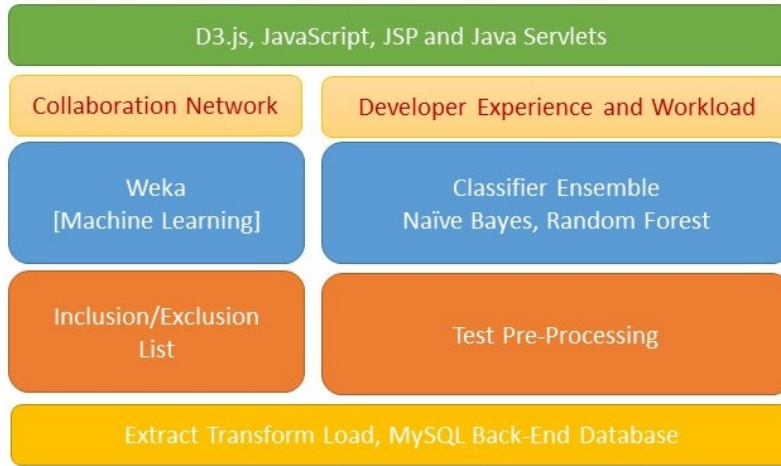 D3.js, JavaScript, JSP and Java Servlets
Collaboration Network
Developer Experience and Workload
Weka
[Machine Learning]
Classifier Ensemble
Naïve Bayes, Random Forest
Inclusion/Exclusion
List
Test Pre-Processing
Extract Transform Load, MySQL Back-End Database